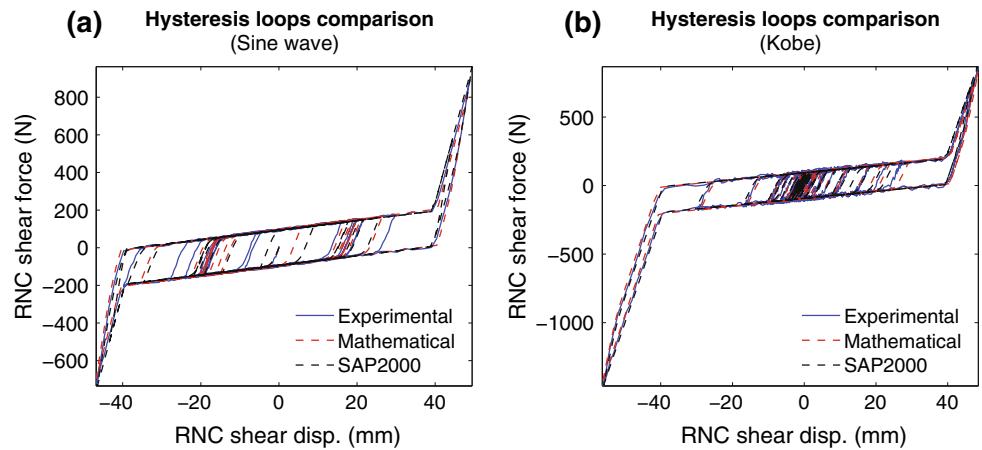 (a)
Hysteresis loops comparison
(Sine wave)
RNC shear force (N)
800
600
400
200
0
−200
−400
−600
Experimental
Mathematical
SAP2000
−40
−20
0
20
40
RNC shear disp. (mm)
(b)
Hysteresis loops comparison
(Kobe)
RNC shear force (N)
500
0
−500
−1000
Experimental
Mathematical
SAP2000
−40
−20
0
20
40
RNC shear disp. (mm)